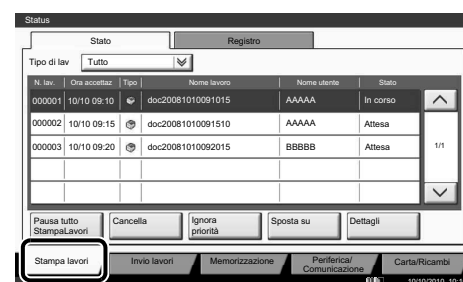 Status
Stato Registro
Tipo di lav Tutto
N. lav. Ora accettaz Tipo Nome lavoro Nome utente Stato
000001 10/10 09:10 doc20081010091015 AAAAA In corso
000002 10/10 09:15 doc20081010091510 AAAAA Attesa
000003 10/10 09:20 doc20081010092015 BBBBB Attesa
1/1
Pausa tutto
StampaLavori
Cancella
Ignora
priorità
Sposta su
Dettagli
Stampa lavori Invio lavori Memorizzazione
Periferica/
Comunicazione
Carta/Ricambi
10/10/2010